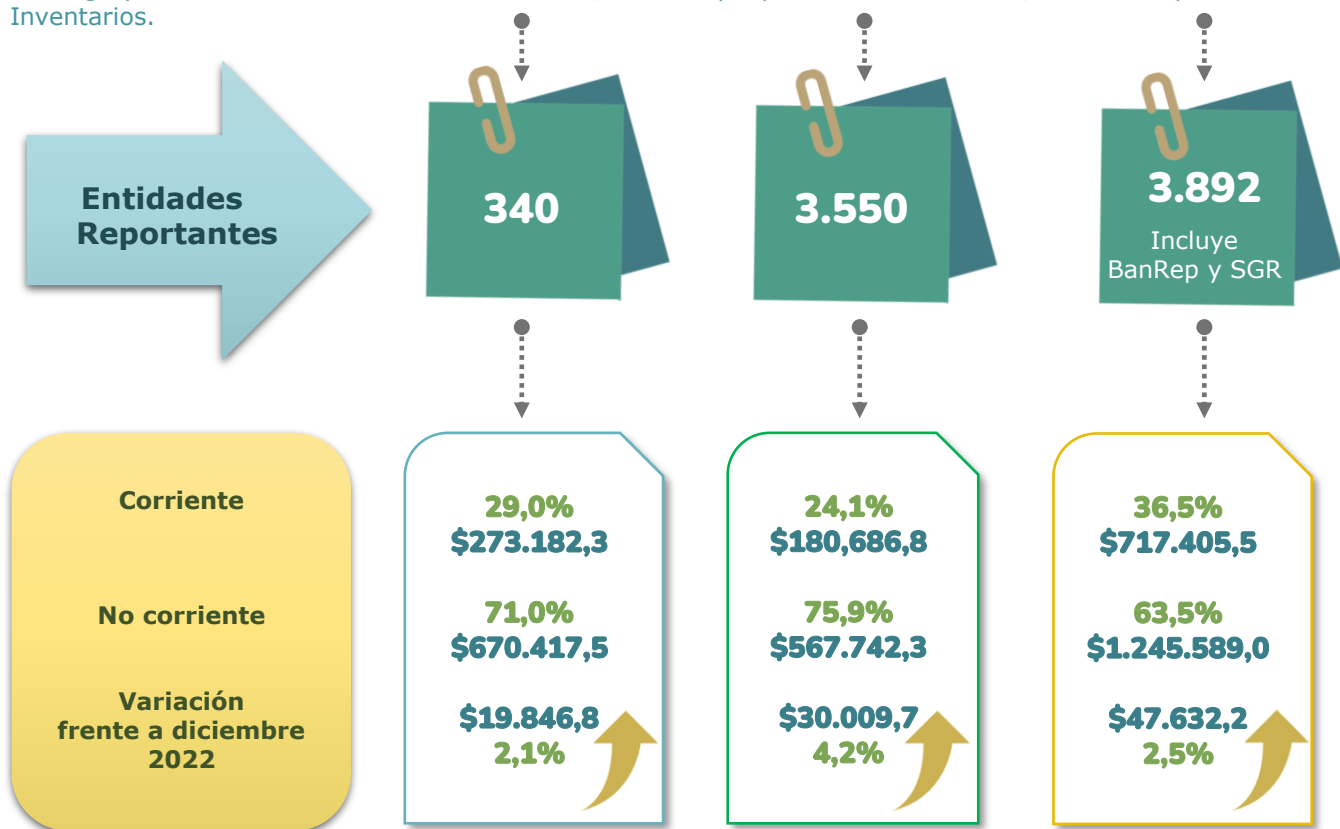 Inventarios.
Entidades
Reportantes
340
3.550
3.892
Incluye
BanRep y SGR
Corriente
29,0%
$273.182,3
24,1%
$180,686,8
36,5%
$717.405,5
No corriente
71,0%
$670.417,5
75,9%
$567.742,3
63,5%
$1.245.589,0
Variación
frente a diciembre
2022
$19.846,8
2,1%
$30.009,7
4,2%
$47.632,2
2,5%